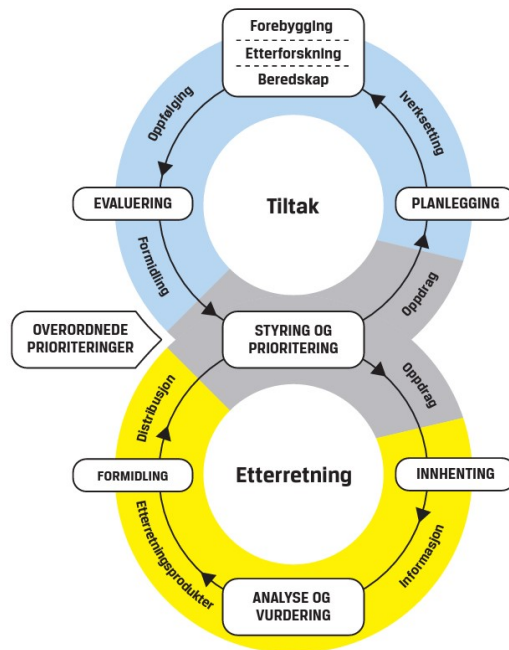 Forebygging
Etterforskning
Beredskap
Oppfølging
Iverksetting
EVALUERING
Tiltak
PLANLEGGING
Formidling
Oppdrag
OVERORDNEDE
PRIORITERINGER
STYRING OG
PRIORITERING
Distribusjon
Oppdrag
FORMIDLING
Etterretning
INNHENTING
Etterretningsprodukter
Informasjon
ANALYSE OG
VURDERING